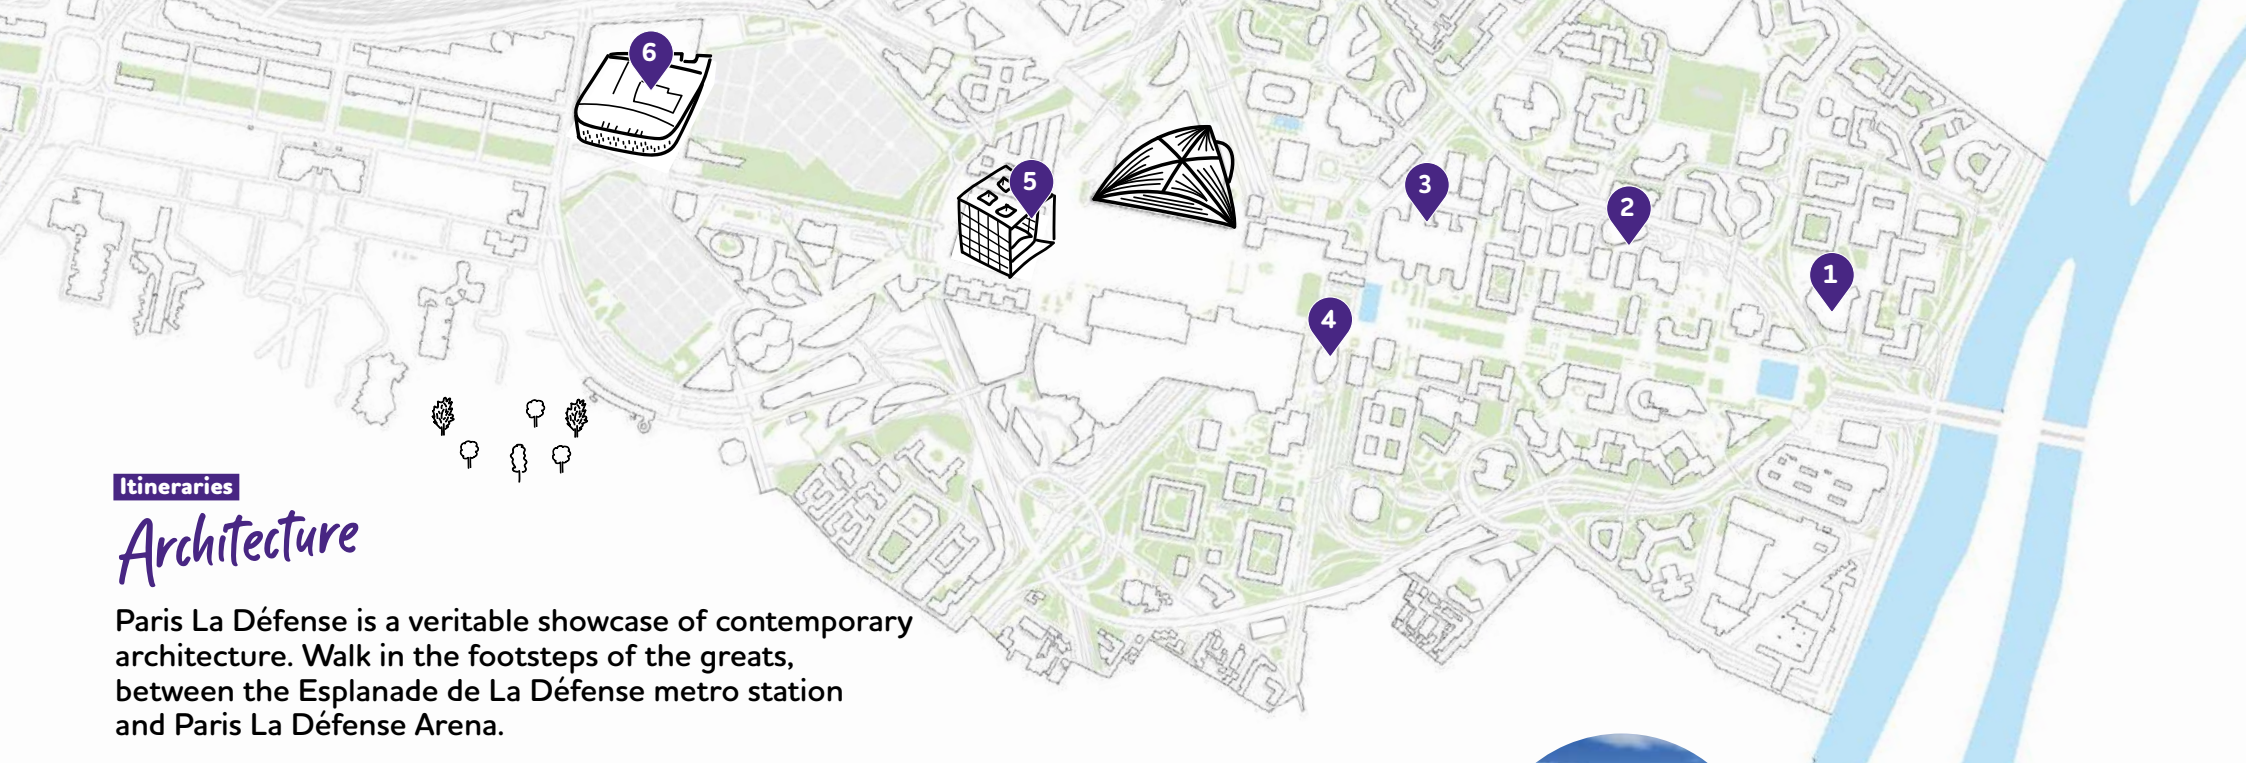 6
5
3
2
1
4
Itineraries
Architecture
Paris La Défense is a veritable showcase of contemporary
architecture. Walk in the footsteps of the greats,
between the Esplanade de La Défense metro station
and Paris La Défense Arena.